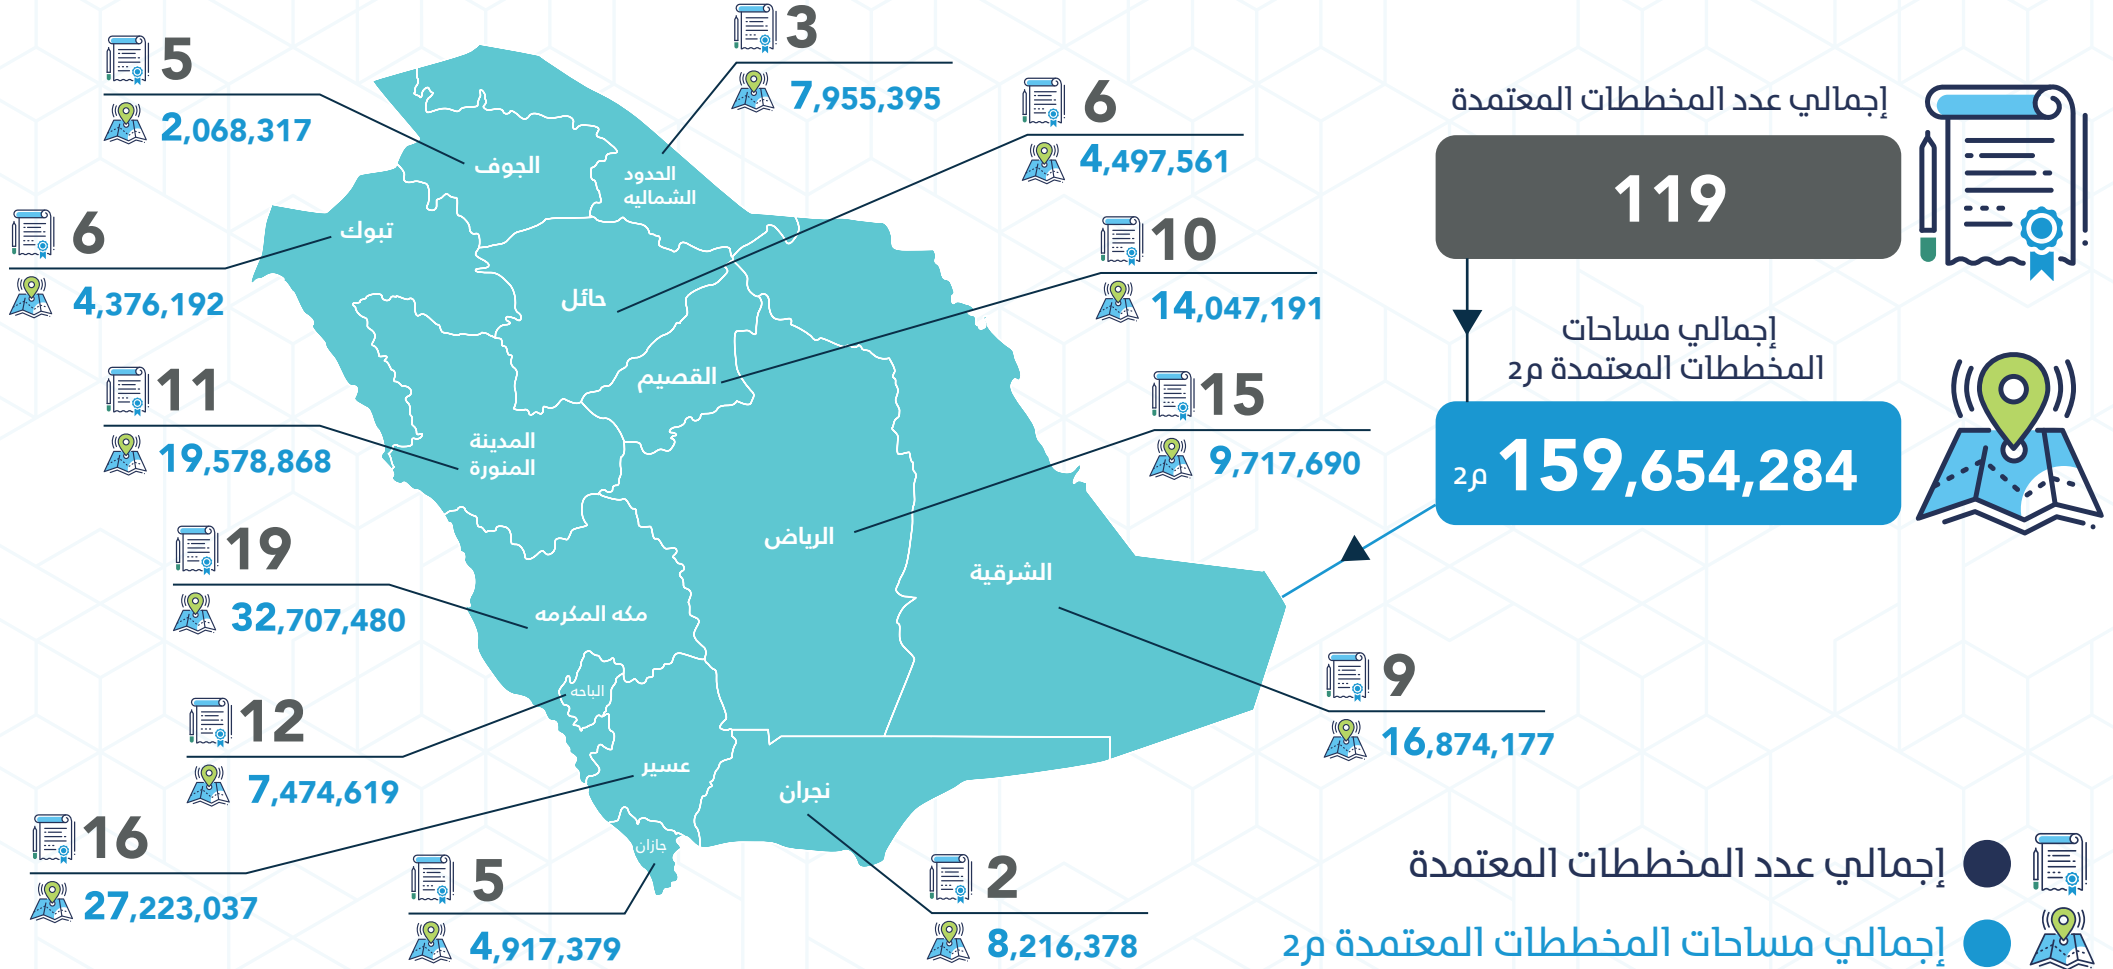 إجمالي عدد المخططات المعتمدة
119
إجمالي مساحات
المخططات المعتمدة م2
159,654,284 م2
3
7,955,395
الحدود
الشماليه
5
2,068,317
الجوف
6
4,376,192
تبوك
6
4,497,561
حائل
10
14,047,191
القصيم
11
19,578,868
المدينة
المنورة
15
9,717,690
الرياض
19
32,707,480
مكه المكرمه
9
16,874,177
الشرقية
12
7,474,619
الباحه
16
27,223,037
عسير
5
4,917,379
جازان
2
8,216,378
نجران
إجمالي عدد المخططات المعتمدة
إجمالي مساحات المخططات المعتمدة م2